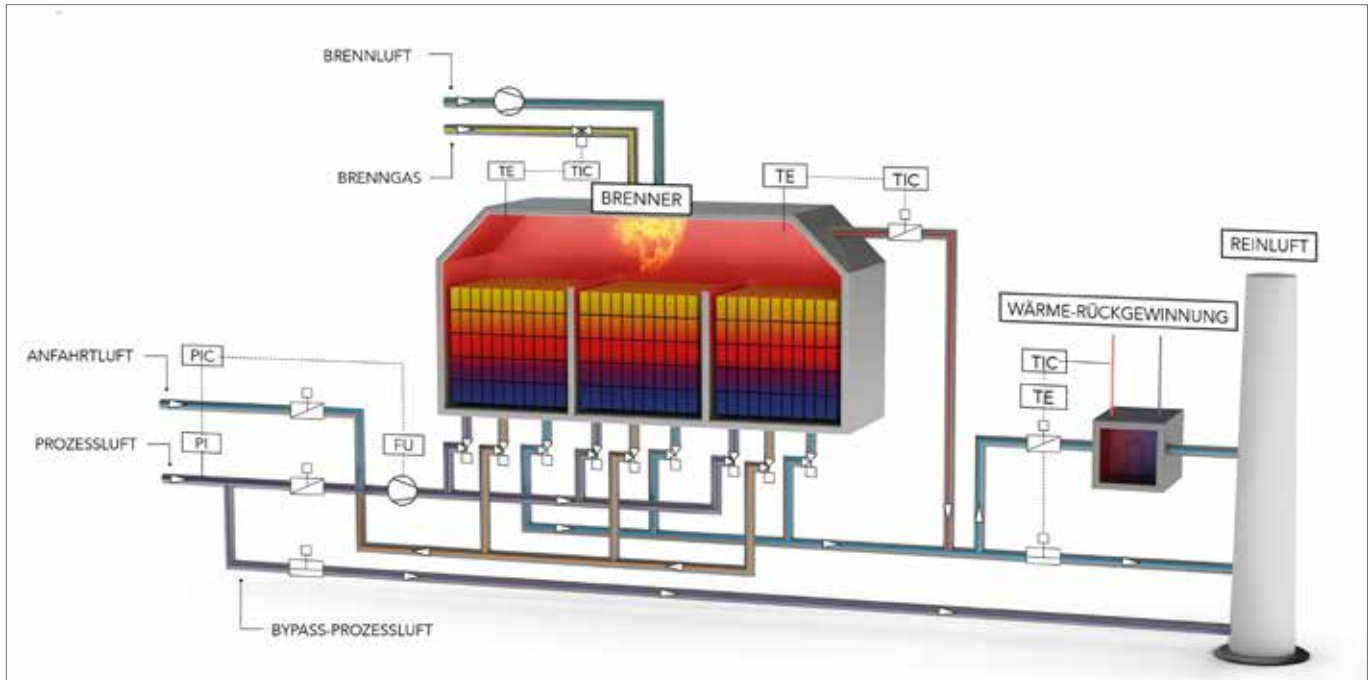 BRENNLUFT
BRENNGAS
TE
TIC
BRENNER
TE
TIC
REINLUFT
WÄRME-RÜCKGEWINNUNG
ANFAHRTLUFT
PIC
TIC
TE
PROZESSLUFT
PI
FU
BYPASS-PROZESSLUFT